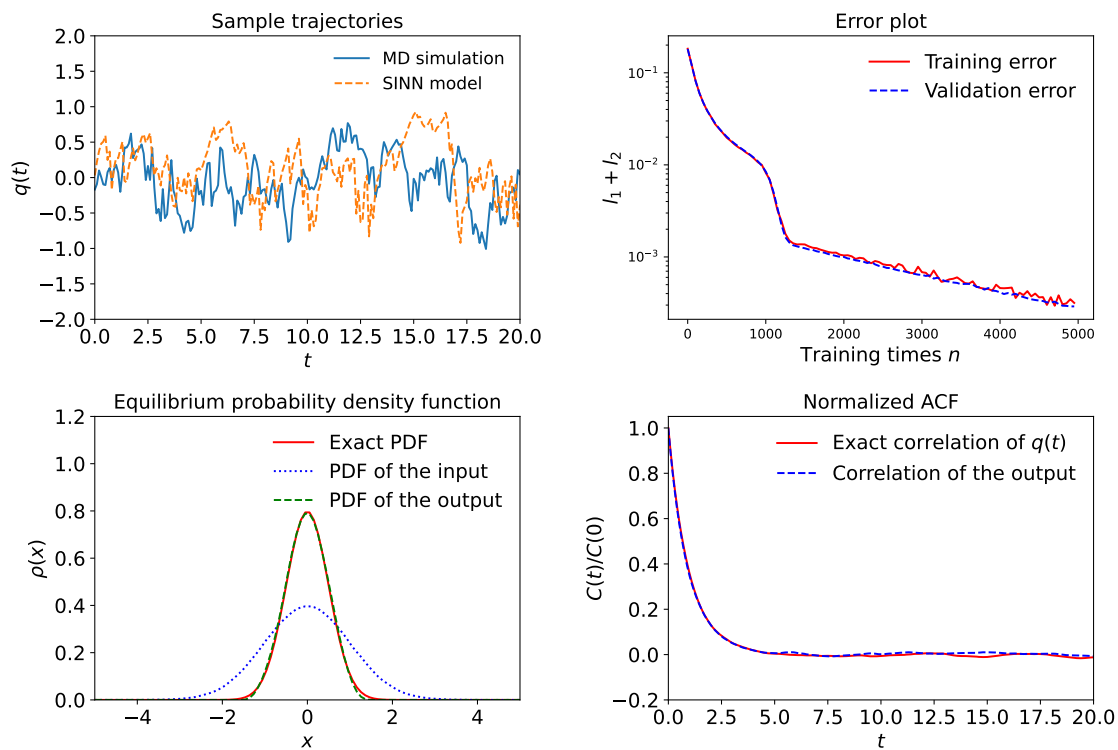 Sample trajectories
2.0
1.5
1.0
0.5
0.0
−0.5
−1.0
−1.5
−2.0
q(t)
MD simulation
SINN model
0.0 2.5 5.0 7.5 10.0 12.5 15.0 17.5 20.0
t
Error plot
10⁻¹
10⁻²
10⁻³
l₁ + l₂
Training error
Validation error
0 1000 2000 3000 4000 5000
Training times n
Equilibrium probability density function
1.2
1.0
0.8
0.6
0.4
0.2
0.0
ρ(x)
Exact PDF
PDF of the input
PDF of the output
−4 −2 0 2 4
x
Normalized ACF
1.0
0.8
0.6
0.4
0.2
0.0
−0.2
C(t)/C(0)
Exact correlation of q(t)
Correlation of the output
0.0 2.5 5.0 7.5 10.0 12.5 15.0 17.5 20.0
t